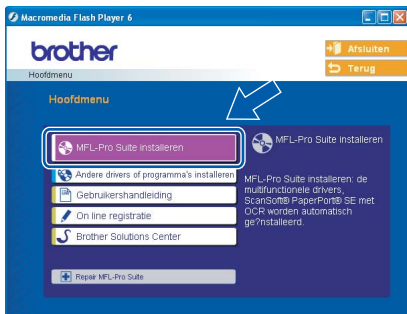 Macromedia Flash Player 6
brother
Afsluiten
Terug
Hoofdmenu
Hoofdmenu
MFL-Pro Suite installeren
Andere drivers of programma's installeren
Gebruikershandleiding
On line registratie
Brother Solutions Center
Repair MFL-Pro Suite
MFL-Pro Suite installeren
MFL-Pro Suite installeren: de
multifunctionele drivers,
ScanSoft® PaperPort® SE met
OCR worden automatisch
ge?nstalleerd.